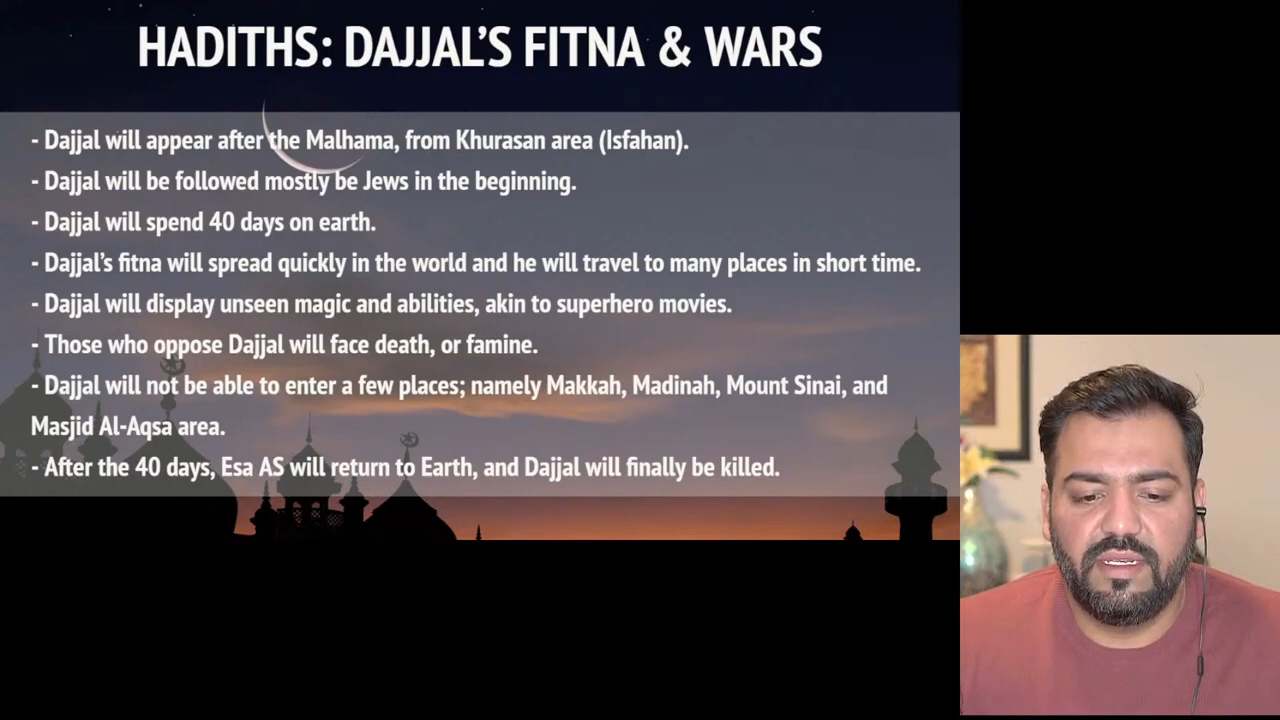 HADITHS: DAJJAL'S FITNA & WARS
- Dajjal will appear after the Malhama, from Khurasan area (Isfahan).
- Dajjal will be followed mostly be Jews in the beginning.
- Dajjal will spend 40 days on earth.
- Dajjal's fitna will spread quickly in the world and he will travel to many places in short time.
- Dajjal will display unseen magic and abilities, akin to superhero movies.
- Those who oppose Dajjal will face death, or famine.
- Dajjal will not be able to enter a few places; namely Makkah, Madinah, Mount Sinai, and
Masjid Al-Aqsa area.
- After the 40 days, Esa AS will return to Earth, and Dajjal will finally be killed.